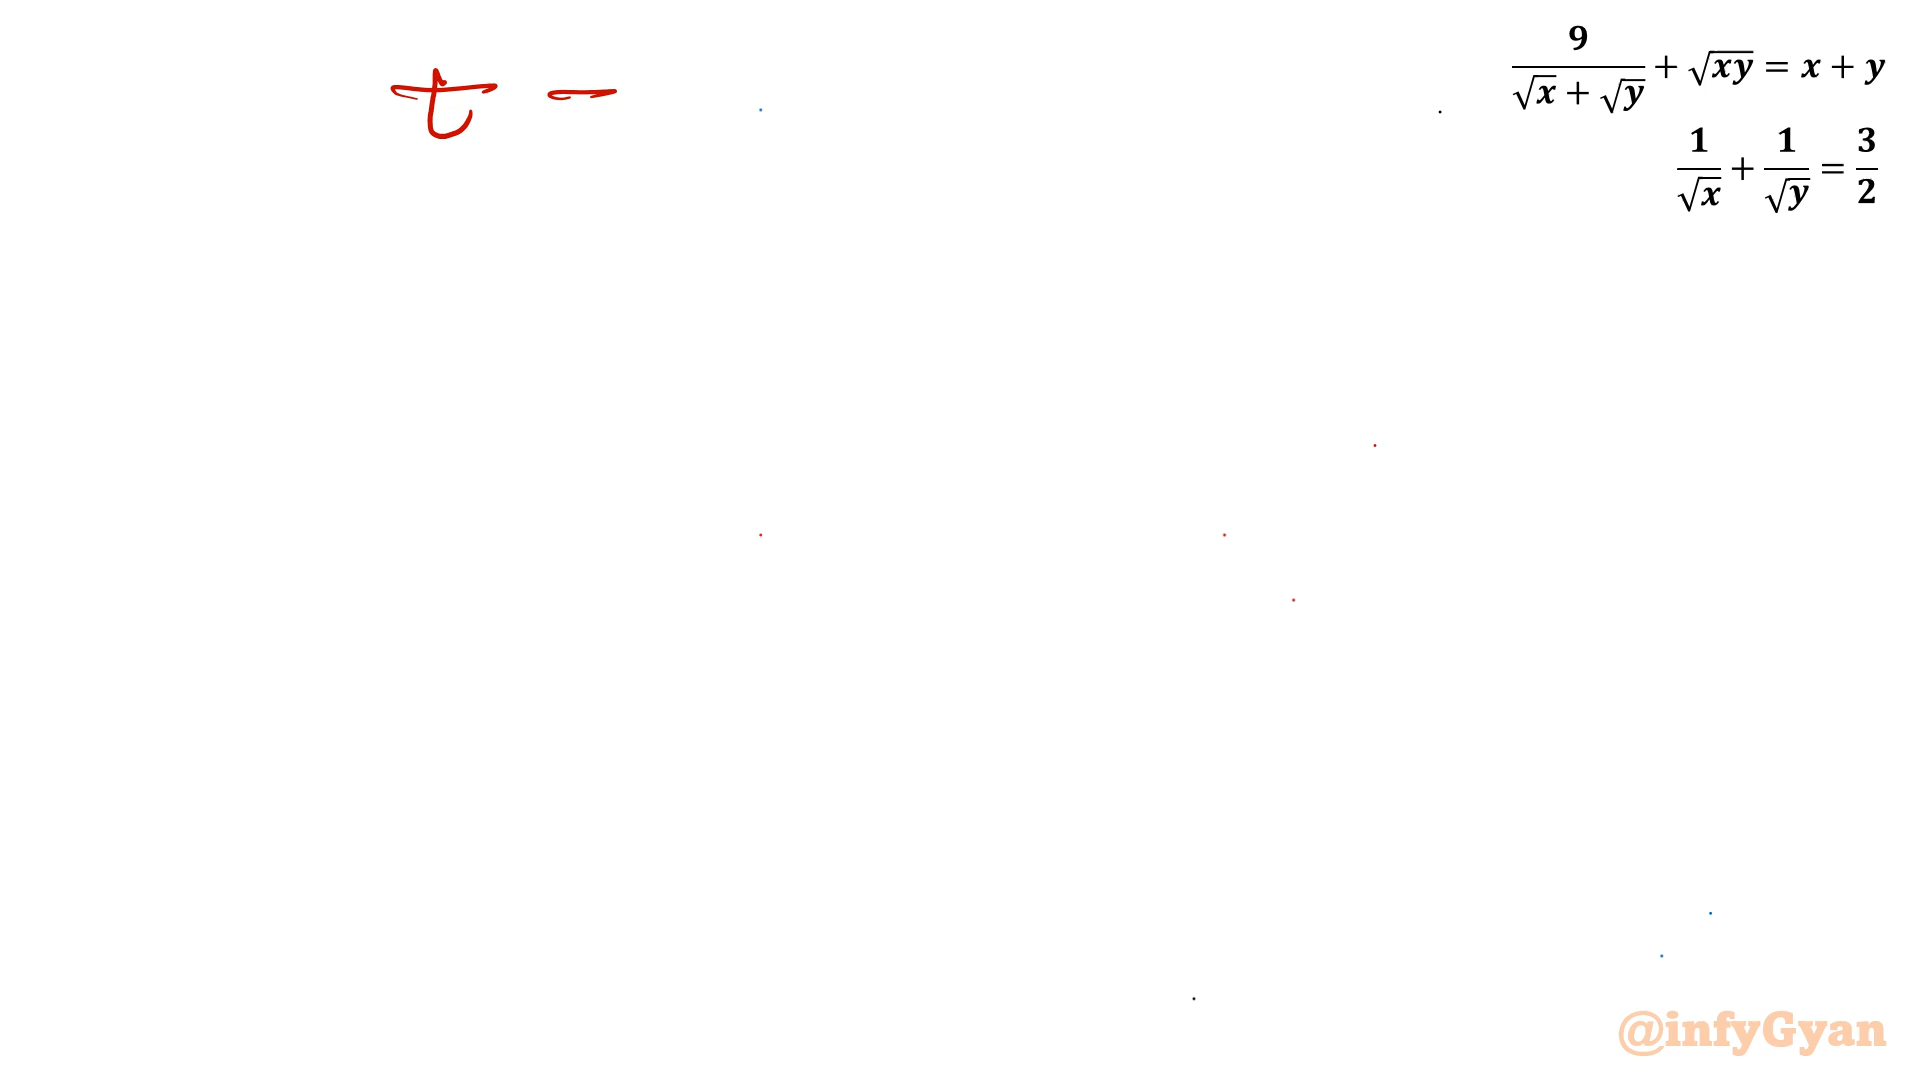 t -
9/(√x + √y) + √xy = x + y
1/√x + 1/√y = 3/2
@infyGyan